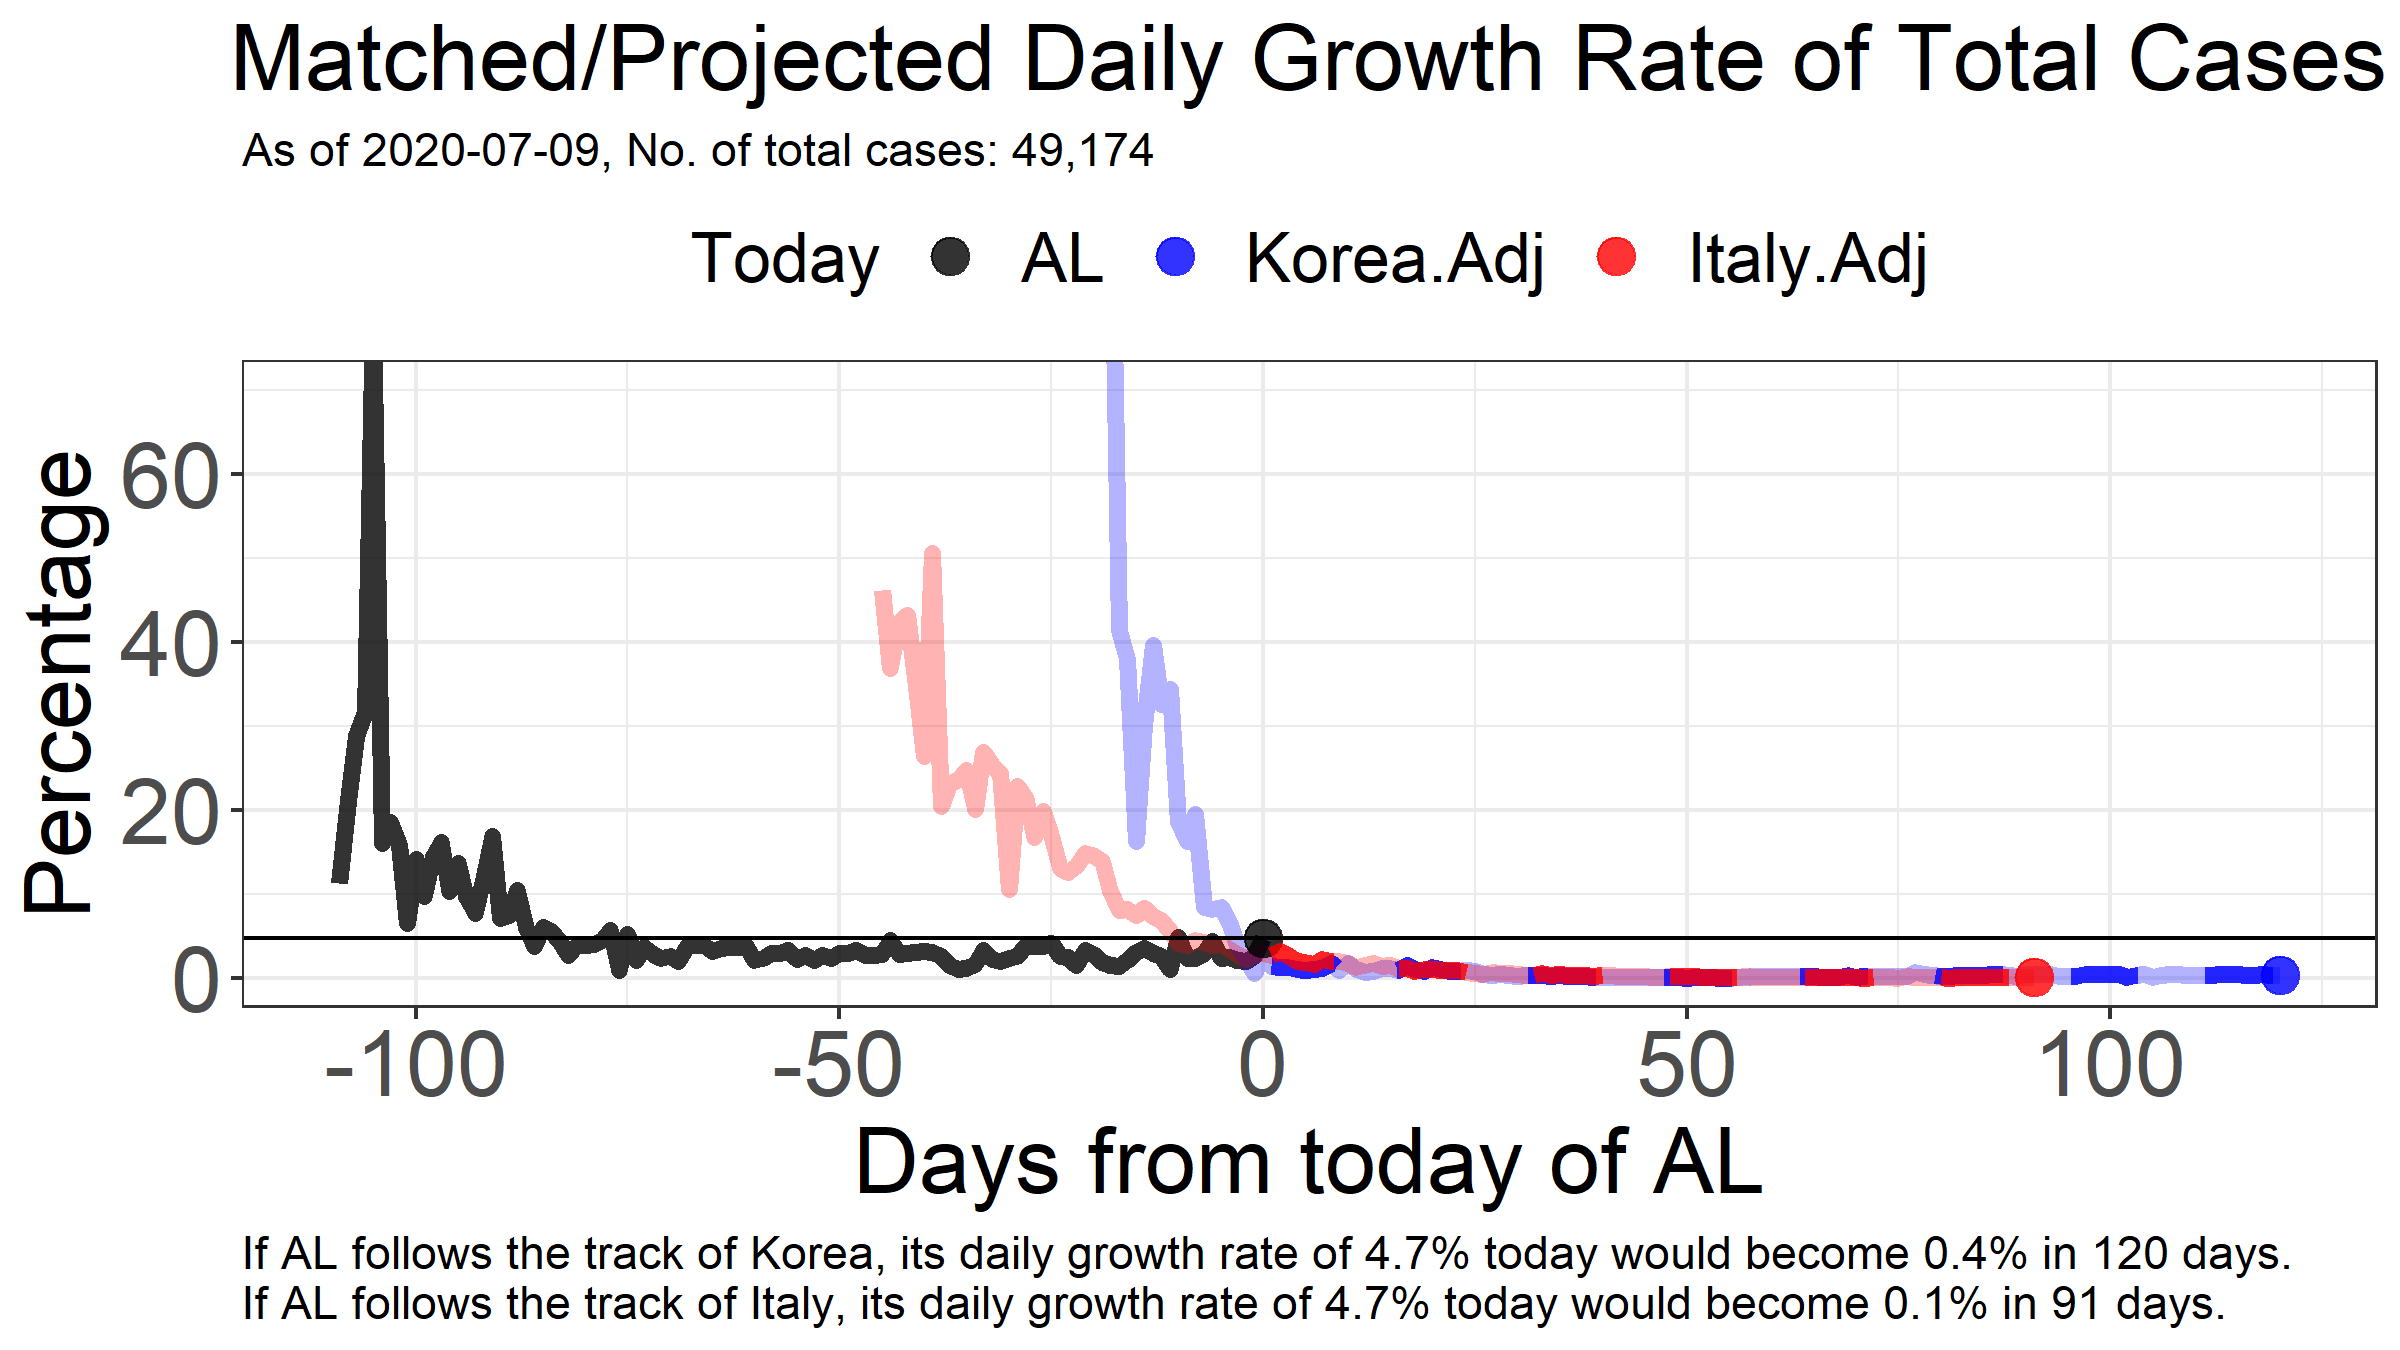 Matched/Projected Daily Growth Rate of Total Cases
As of 2020-07-09, No. of total cases: 49,174
Today AL Korea.Adj Italy.Adj
Percentage
60
40
20
0
-100 -50 0 50 100
Days from today of AL
If AL follows the track of Korea, its daily growth rate of 4.7% today would become 0.4% in 120 days.
If AL follows the track of Italy, its daily growth rate of 4.7% today would become 0.1% in 91 days.